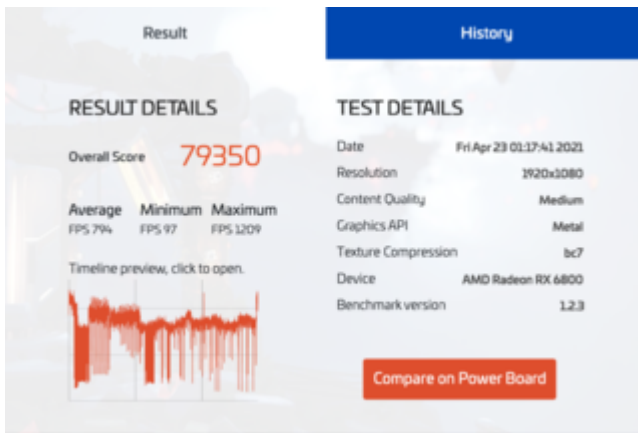 Result
History
RESULT DETAILS
Overall Score 79350
Average Minimum Maximum
FPS 794 FPS 97 FPS 1209
Timeline preview, click to open.
TEST DETAILS
Date Fri Apr 23 01:17:41 2021
Resolution 1920x1080
Content Quality Medium
Graphics API Metal
Texture Compression bc7
Device AMD Radeon RX 6800
Benchmark version 1.2.3
Compare on Power Board